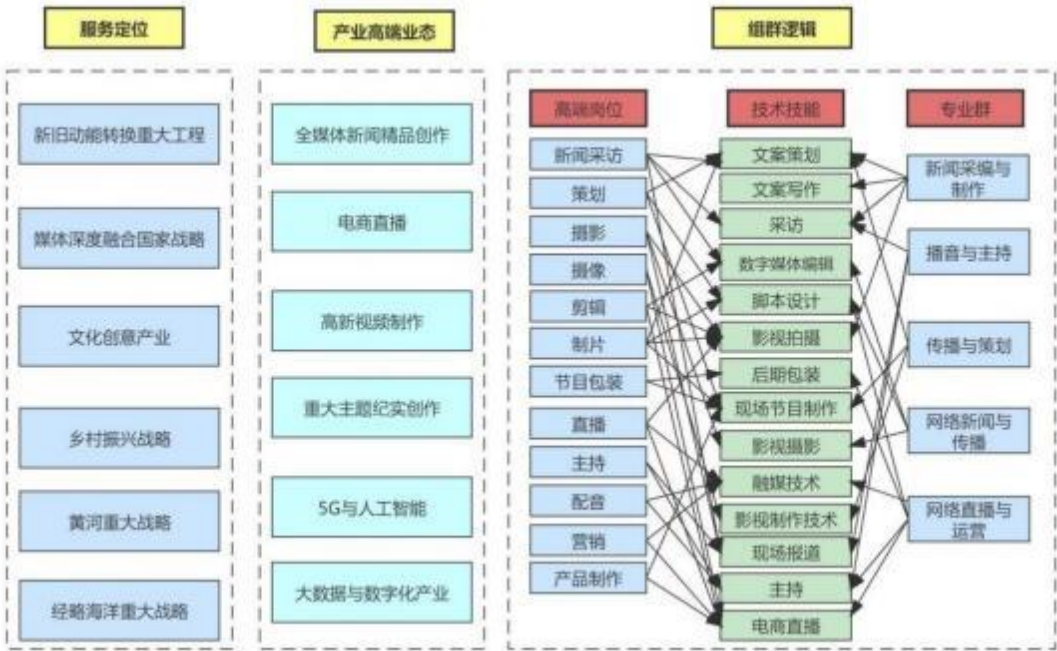 服务定位
新旧动能转换重大工程
媒体深度融合国家战略
文化创意产业
乡村振兴战略
黄河重大战略
经略海洋重大战略
产业高端业态
全媒体新闻精品创作
电商直播
高新视频制作
重大主题纪实创作
5G与人工智能
大数据与数字化产业
组群逻辑
高端岗位
新闻采访
策划
摄影
摄像
剪辑
制片
节目包装
直播
主持
配音
营销
产品制作
技术技能
文案策划
文案写作
采访
数字媒体编辑
脚本设计
影视拍摄
后期包装
现场节目制作
影视摄影
融媒技术
影视制作技术
现场报道
主持
电商直播
专业群
新闻采编与
制作
播音与主持
传播与策划
网络新闻与
传播
网络直播与
运营